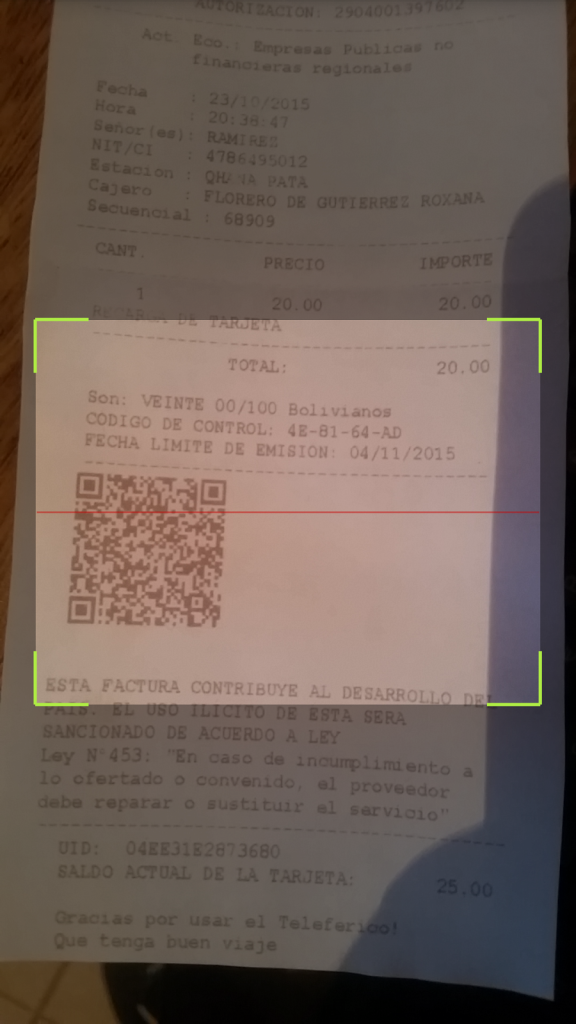 AUTORIZACION: 2904001397602
Act. Eco.: Empresas Publicas no
financieras regionales
Fecha : 23/10/2015
Hora : 20:38:47
Señor(es): RAMIREZ
NIT/CI : 4786495012
Estacion : QHANA PATA
Cajero : FLORERO DE GUTIERREZ ROXANA
Secuencial : 68909
CANT. PRECIO IMPORTE
1 20.00 20.00
RECARGA DE TARJETA
TOTAL: 20.00
Son: VEINTE 00/100 Bolivianos
CODIGO DE CONTROL: 4E-81-64-AD
FECHA LIMITE DE EMISION: 04/11/2015
ESTA FACTURA CONTRIBUYE AL DESARROLLO DEL
PAIS. EL USO ILICITO DE ESTA SERA
SANCIONADO DE ACUERDO A LEY
Ley N°453: "En caso de incumplimiento a
lo ofertado o convenido, el proveedor
debe reparar o sustituir el servicio"
UID: 04EE31E2873680
SALDO ACTUAL DE LA TARJETA: 25.00
Gracias por usar el Teleferico!
Que tenga buen viaje